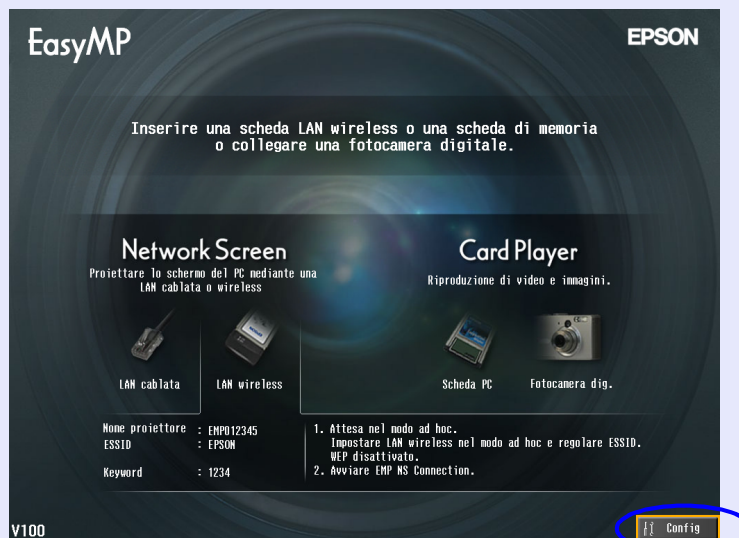 EasyMP
EPSON
Inserire una scheda LAN wireless o una scheda di memoria
o collegare una fotocamera digitale.
Network Screen
Proiettare lo schermo del PC mediante una
LAN cablata o wireless
Card Player
Riproduzione di video e immagini.
LAN cablata
LAN wireless
Scheda PC
Fotocamera dig.
Nome proiettore : EMP012345
ESSID : EPSON
Keyword : 1234
1. Attesa nel modo ad hoc.
Impostare LAN wireless nel modo ad hoc e regolare ESSID.
WEP disattivato.
2. Avviare EMP NS Connection.
V100
Config